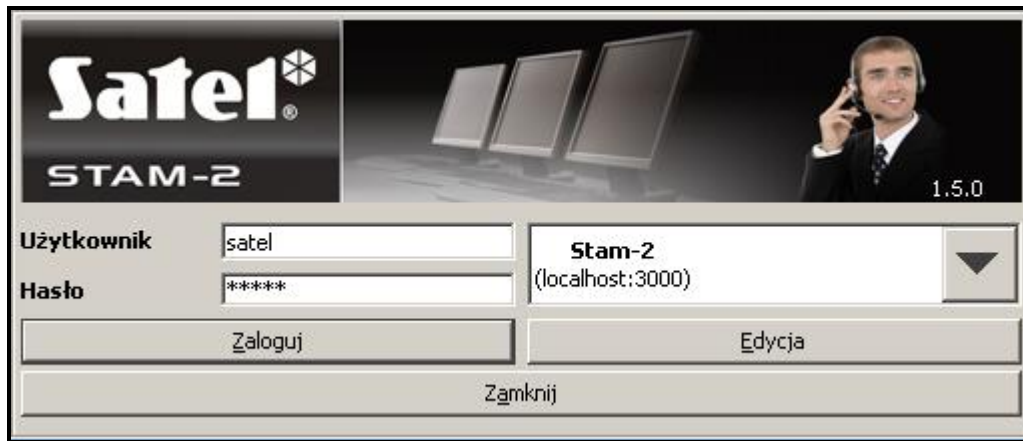 Satel®
STAM-2
1.5.0
Użytkownik
satel
Stam-2
(localhost:3000)
Hasło
*****
Zaloguj
Edycja
Zamknij